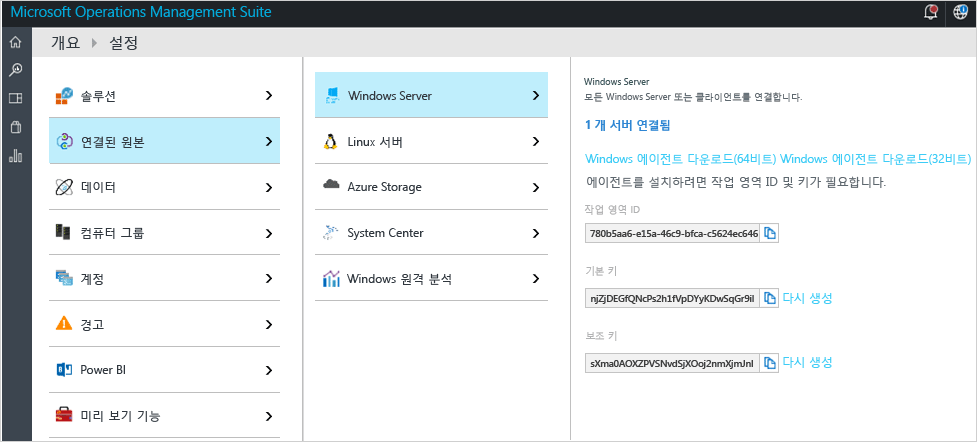 Microsoft Operations Management Suite
개요 설정
솔루션
연결된 원본
데이터
컴퓨터 그룹
계정
경고
Power BI
미리 보기 기능
Windows Server
Linux 서버
Azure Storage
System Center
Windows 원격 분석
Windows Server
모든 Windows Server 또는 클라이언트를 연결합니다.
1 개 서버 연결됨
Windows 에이전트 다운로드(64비트) Windows 에이전트 다운로드(32비트)
에이전트를 설치하려면 작업 영역 ID 및 키가 필요합니다.
작업 영역 ID
780b5aa6-e15a-46c9-bfca-c5624ec646
기본 키
njZjDEGfQNcPs2h1fVpDYyKDwSqGr9il 다시 생성
보조 키
sXma0AOXZPVSNvdSjXOoj2nmXjmJnl 다시 생성